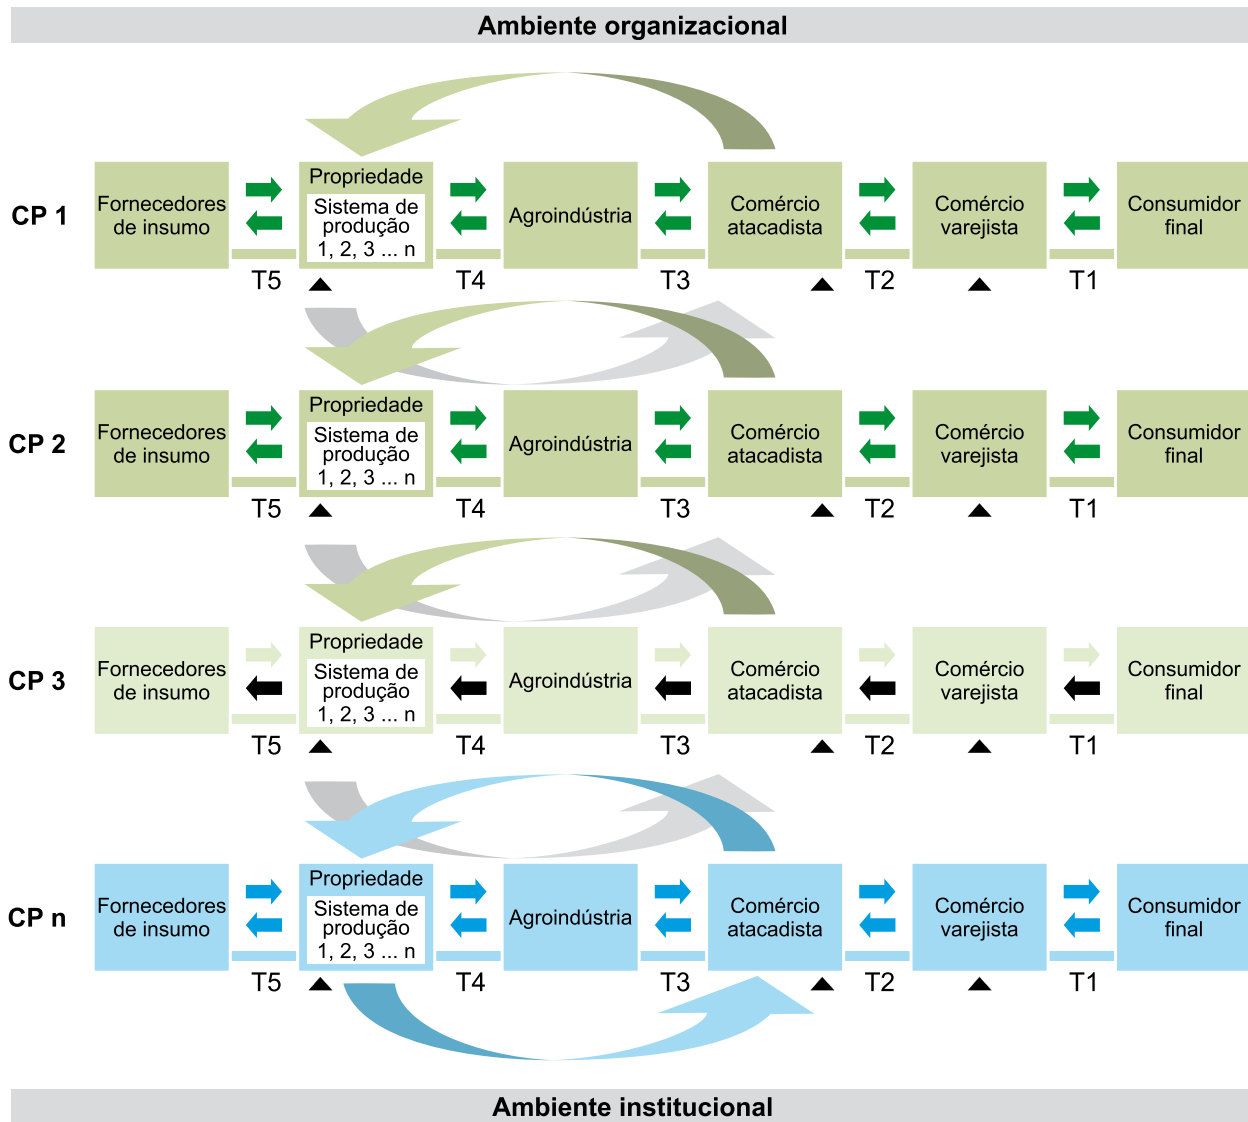 Ambiente organizacional
CP 1
Fornecedores
de insumo
Propriedade
Sistema de
produção
1, 2, 3 ... n
Agroindústria
Comércio
atacadista
Comércio
varejista
Consumidor
final
T5
T4
T3
T2
T1
CP 2
Fornecedores
de insumo
Propriedade
Sistema de
produção
1, 2, 3 ... n
Agroindústria
Comércio
atacadista
Comércio
varejista
Consumidor
final
T5
T4
T3
T2
T1
CP 3
Fornecedores
de insumo
Propriedade
Sistema de
produção
1, 2, 3 ... n
Agroindústria
Comércio
atacadista
Comércio
varejista
Consumidor
final
T5
T4
T3
T2
T1
CP n
Fornecedores
de insumo
Propriedade
Sistema de
produção
1, 2, 3 ... n
Agroindústria
Comércio
atacadista
Comércio
varejista
Consumidor
final
T5
T4
T3
T2
T1
Ambiente institucional